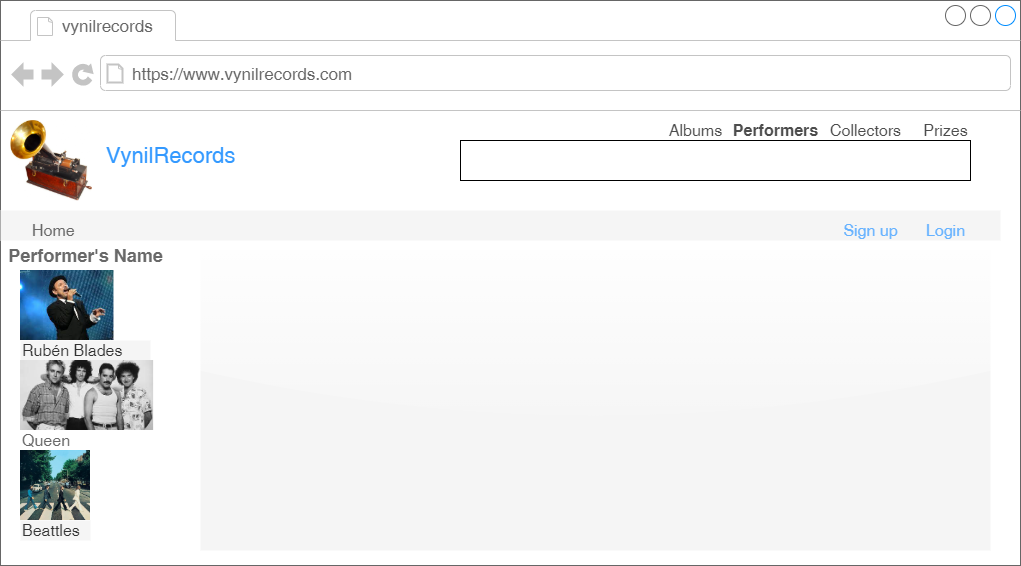 vynilrecords
https://www.vynilrecords.com
Albums Performers Collectors Prizes
VynilRecords
Home Sign up Login
Performer's Name
Rubén Blades
Queen
Beattles